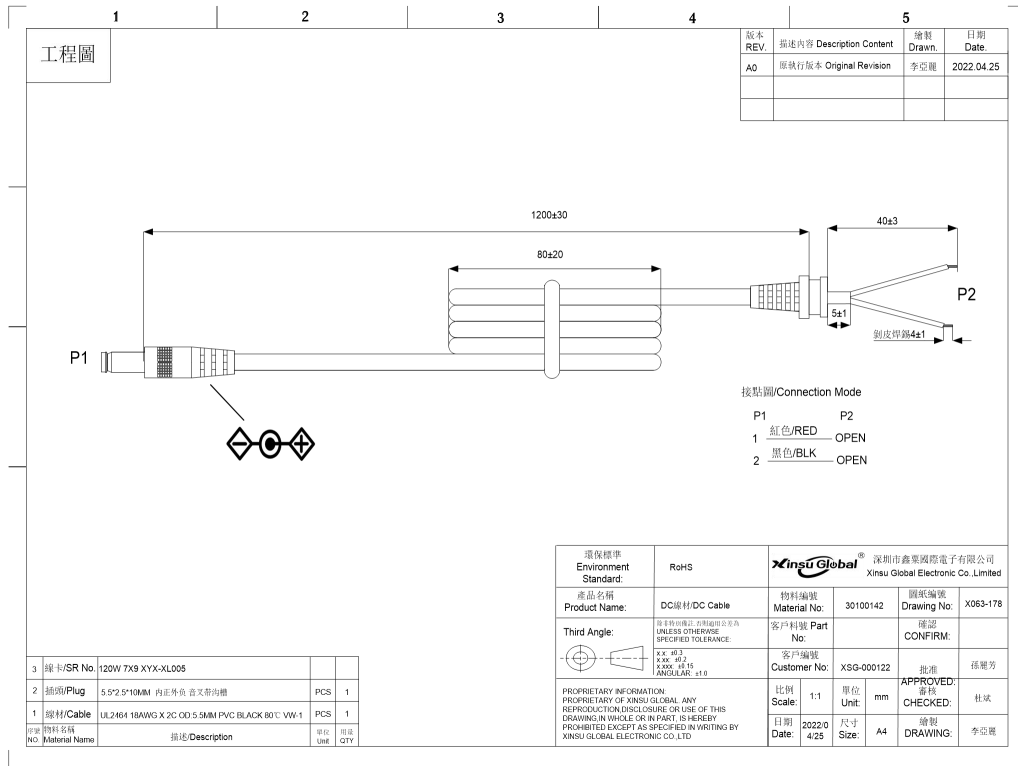 1 2 3 4 5
工程圖
版本 REV. 描述內容 Description Content 繪製 Drawn. 日期 Date.
A0 原執行版本 Original Revision 李亞麗 2022.04.25
1200±30
40±3
80±20
P2
5±1
剝皮焊錫4±1
P1
接點圖/Connection Mode
P1 P2
1 紅色/RED OPEN
2 黑色/BLK OPEN
環保標準
Environment
Standard:
RoHS
Xinsu Global®
深圳市鑫粟國際電子有限公司
Xinsu Global Electronic Co.,Limited
產品名稱
Product Name:
DC線材/DC Cable
物料編號
Material No:
30100142
圖紙編號
Drawing No:
X063-178
Third Angle:
除非特別備註,否則適用公差為
UNLESS OTHERWSE
SPECIFIED TOLERANCE:
x x: ±0.3
x xx: ±0.2
x xxx: ±0.15
ANGULAR: ±1.0
客戶料號 Part
No:
確認
CONFIRM:
客戶編號
Customer No:
XSG-000122
批准
APPROVED:
孫麗芳
PROPRIETARY INFORMATION:
PROPRIETARY OF XINSU GLOBAL. ANY
REPRODUCTION,DISCLOSURE OR USE OF THIS
DRAWING,IN WHOLE OR IN PART, IS HEREBY
PROHIBITED EXCEPT AS SPECIFIED IN WRITING BY
XINSU GLOBAL ELECTRONIC CO.,LTD
比例
Scale:
1:1
單位
Unit:
mm
審核
CHECKED:
杜斌
日期
Date:
2022/0
4/25
尺寸
Size:
A4
繪製
DRAWING:
李亞麗
3 線卡/SR No. 120W 7X9 XYX-XL005
2 插頭/Plug 5.5*2.5*10MM 内正外负 音叉带沟槽 PCS 1
1 線材/Cable UL2464 18AWG X 2C OD:5.5MM PVC BLACK 80℃ VW-1 PCS 1
序號 NO. 物料名稱 Material Name 描述/Description 單位 Unit 用量 QTY